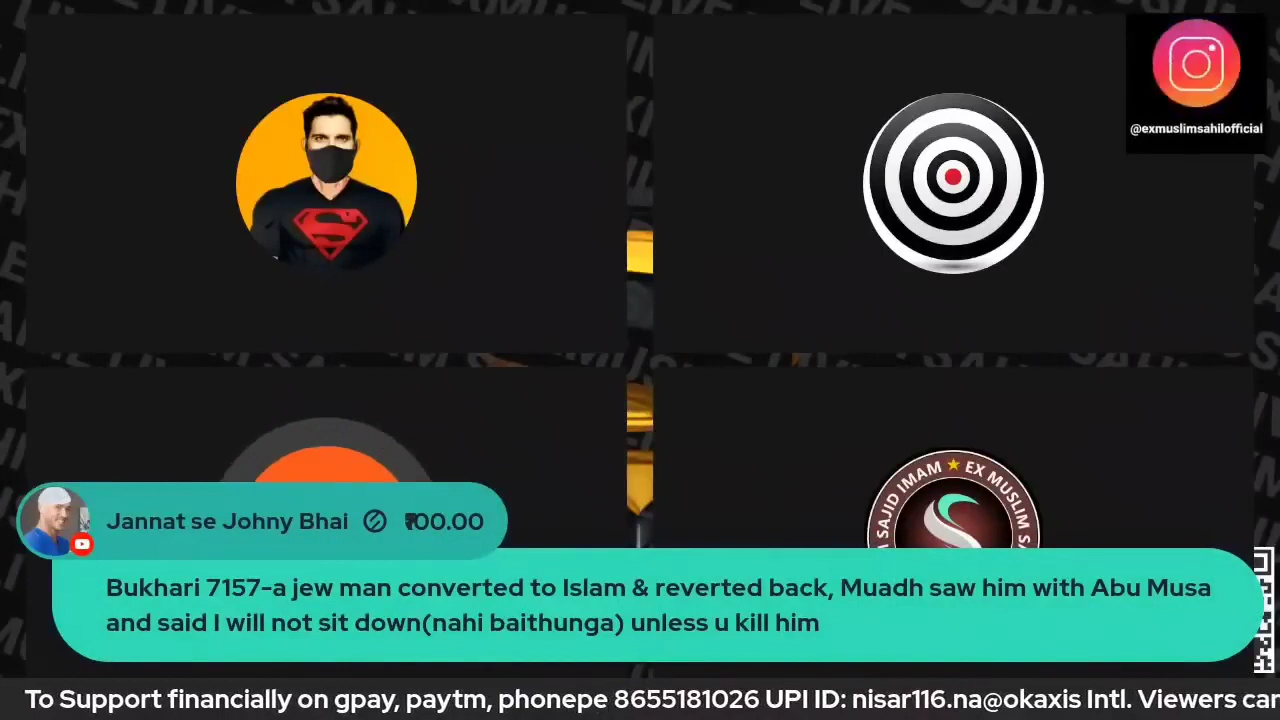 @exmuslimsahilofficial
SAJID IMAM ★ EX MUSLIM
Jannat se Johny Bhai ₹100.00
Bukhari 7157-a jew man converted to Islam & reverted back, Muadh saw him with Abu Musa
and said I will not sit down(nahi baithunga) unless u kill him
To Support financially on gpay, paytm, phonepe 8655181026 UPI ID: nisar116.na@okaxis Intl. Viewers can